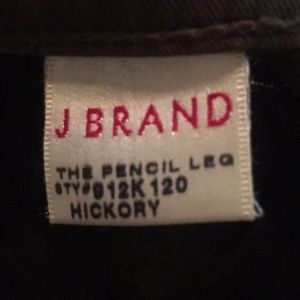 J BRAND
THE PENCIL LEG
STY# 912K120
HICKORY